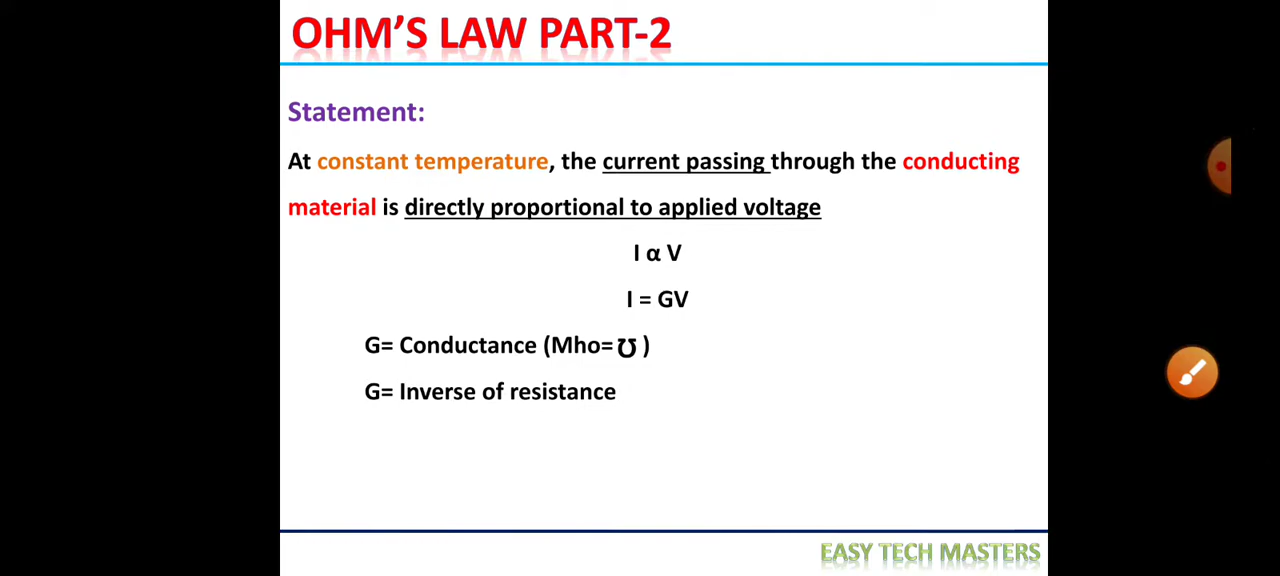 OHM'S LAW PART-2
Statement:
At constant temperature, the current passing through the conducting
material is directly proportional to applied voltage
I α V
I = GV
G= Conductance (Mho= ℧ )
G= Inverse of resistance
EASY TECH MASTERS